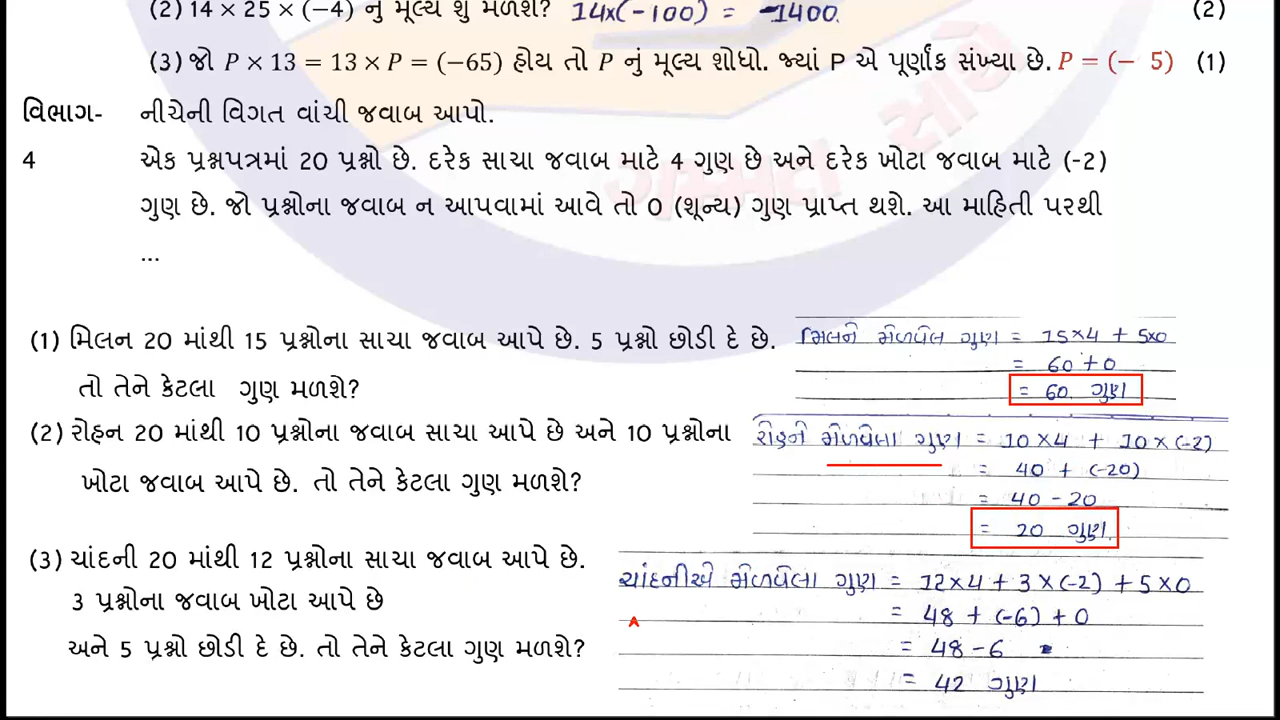 (2) 14 × 25 × (−4) નું મૂલ્ય શું મળશે? 14×(-100) = -1400. (2)
(3) જો P × 13 = 13 × P = (−65) હોય તો P નું મૂલ્ય શોધો. જ્યાં P એ પૂર્ણાંક સંખ્યા છે. P = (− 5) (1)
વિભાગ- નીચેની વિગત વાંચી જવાબ આપો.
4 એક પ્રશ્નપત્રમાં 20 પ્રશ્નો છે. દરેક સાચા જવાબ માટે 4 ગુણ છે અને દરેક ખોટા જવાબ માટે (-2)
ગુણ છે. જો પ્રશ્નોના જવાબ ન આપવામાં આવે તો 0 (શૂન્ય) ગુણ પ્રાપ્ત થશે. આ માહિતી પરથી
...
(1) મિલન 20 માંથી 15 પ્રશ્નોના સાચા જવાબ આપે છે. 5 પ્રશ્નો છોડી દે છે.
તો તેને કેટલા ગુણ મળશે?
મિલને મેળવેલ ગુણ = 15×4 + 5×0
= 60 + 0
= 60 ગુણ
(2) રોહન 20 માંથી 10 પ્રશ્નોના જવાબ સાચા આપે છે અને 10 પ્રશ્નોના
ખોટા જવાબ આપે છે. તો તેને કેટલા ગુણ મળશે?
રોહને મેળવેલા ગુણ = 10×4 + 10×(-2)
= 40 + (-20)
= 40 - 20
= 20 ગુણ.
(3) ચાંદની 20 માંથી 12 પ્રશ્નોના સાચા જવાબ આપે છે.
3 પ્રશ્નોના જવાબ ખોટા આપે છે
અને 5 પ્રશ્નો છોડી દે છે. તો તેને કેટલા ગુણ મળશે?
ચાંદનીએ મેળવેલા ગુણ = 12×4 + 3×(-2) + 5×0
= 48 + (-6) + 0
= 48 - 6
= 42 ગુણ